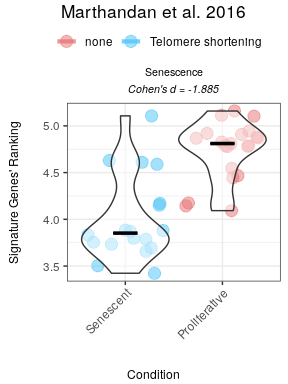 Marthandan et al. 2016
none Telomere shortening
Senescence
Cohen's d = -1.885
Signature Genes' Ranking
5.0
4.5
4.0
3.5
Senescent Proliferative
Condition